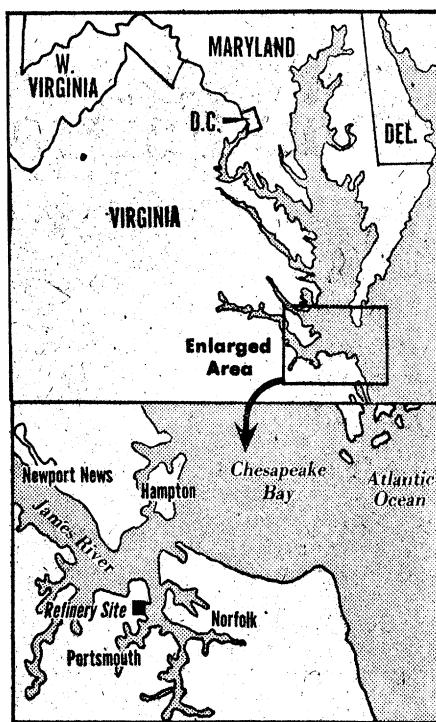 MARYLAND
W.
VIRGINIA
D.C.
DEL.
VIRGINIA
Enlarged
Area
Chesapeake
Bay
Atlantic
Ocean
Newport News
Hampton
James River
Refinery Site
Norfolk
Portsmouth